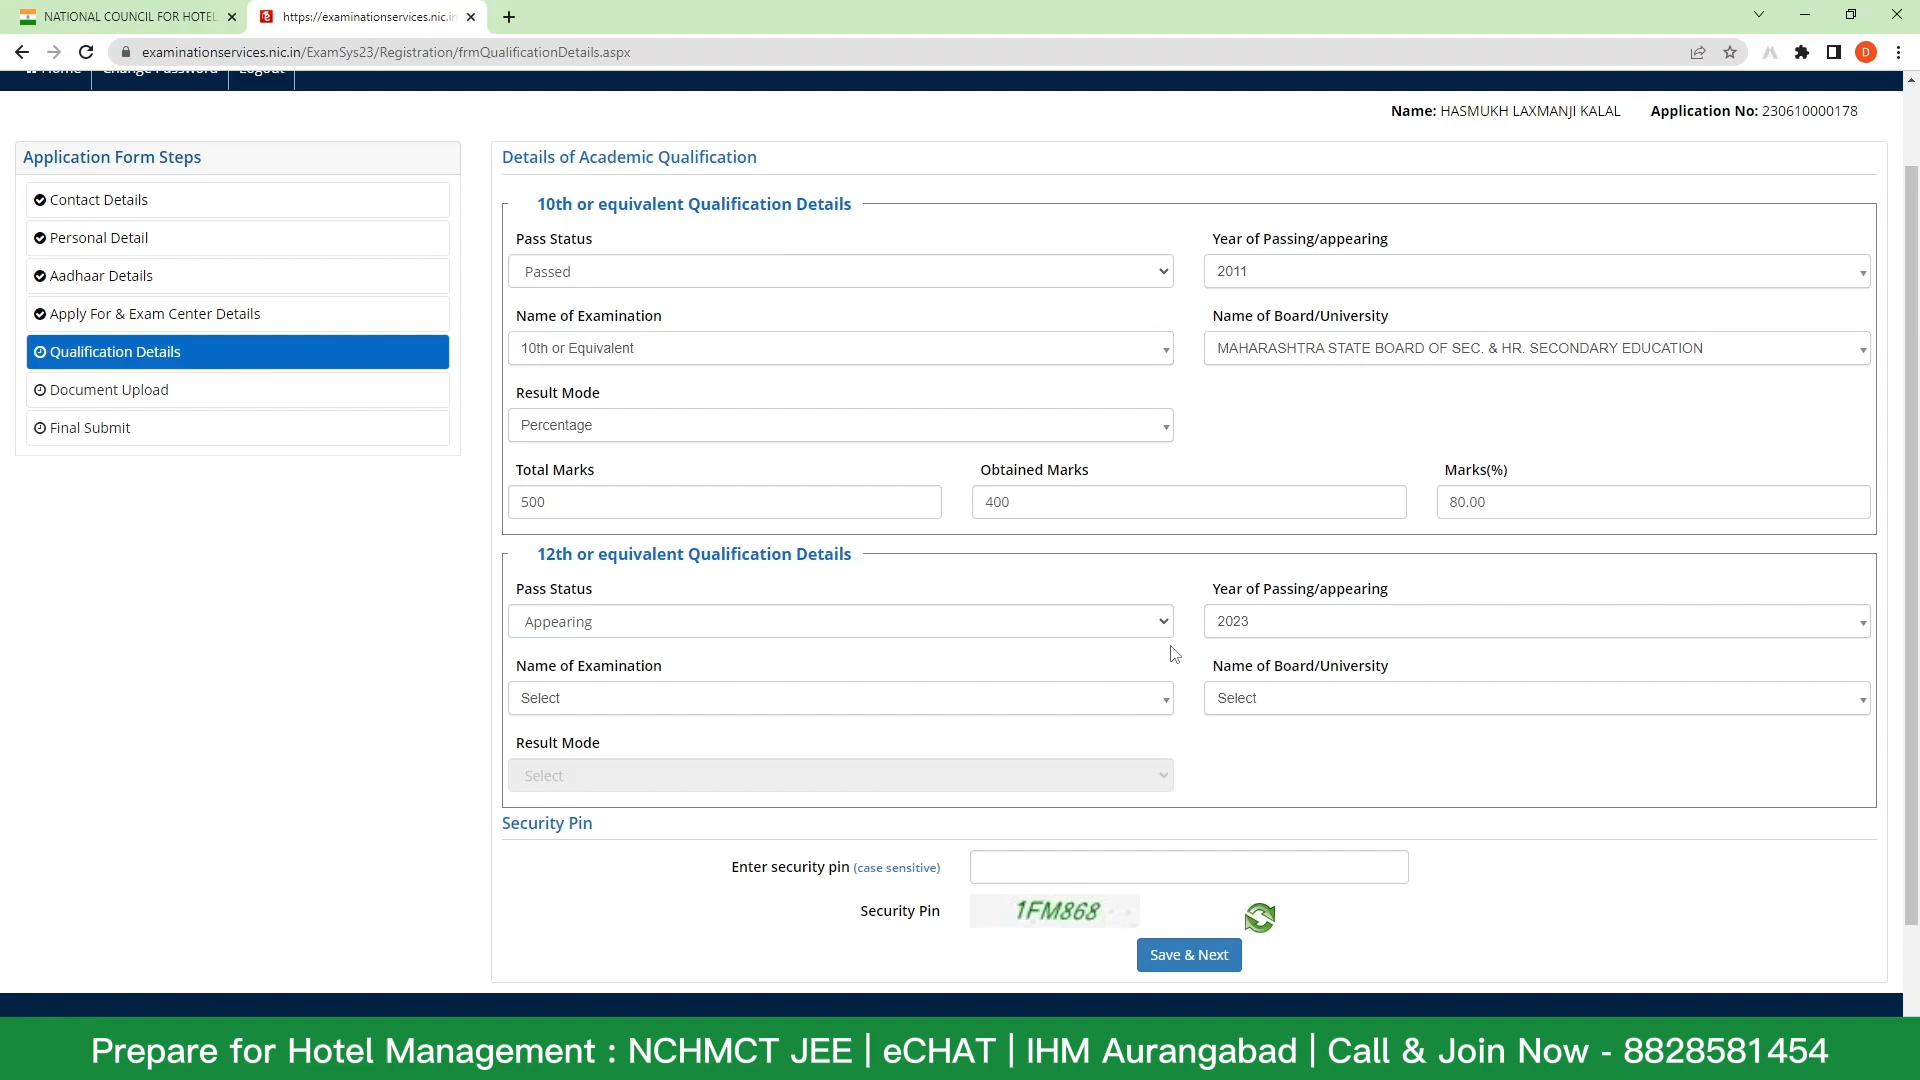 NATIONAL COUNCIL FOR HOTEL
https://examinationservices.nic.in
examinationservices.nic.in/ExamSys23/Registration/frmQualificationDetails.aspx
D
Home Change Password Logout
Name: HASMUKH LAXMANJI KALAL Application No: 230610000178
Application Form Steps
Contact Details
Personal Detail
Aadhaar Details
Apply For & Exam Center Details
Qualification Details
Document Upload
Final Submit
Details of Academic Qualification
10th or equivalent Qualification Details
Pass Status Year of Passing/appearing
Passed 2011
Name of Examination Name of Board/University
10th or Equivalent MAHARASHTRA STATE BOARD OF SEC. & HR. SECONDARY EDUCATION
Result Mode
Percentage
Total Marks Obtained Marks Marks(%)
500 400 80.00
12th or equivalent Qualification Details
Pass Status Year of Passing/appearing
Appearing 2023
Name of Examination Name of Board/University
Select Select
Result Mode
Select
Security Pin
Enter security pin (case sensitive)
Security Pin 1FM868
Save & Next
Prepare for Hotel Management : NCHMCT JEE | eCHAT | IHM Aurangabad | Call & Join Now - 8828581454